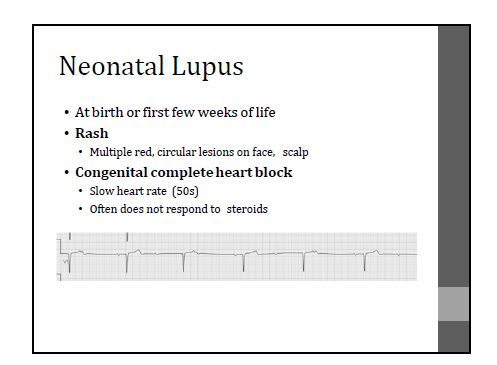 Neonatal Lupus
• At birth or first few weeks of life
• Rash
• Multiple red, circular lesions on face, scalp
• Congenital complete heart block
• Slow heart rate (50s)
• Often does not respond to steroids
V1